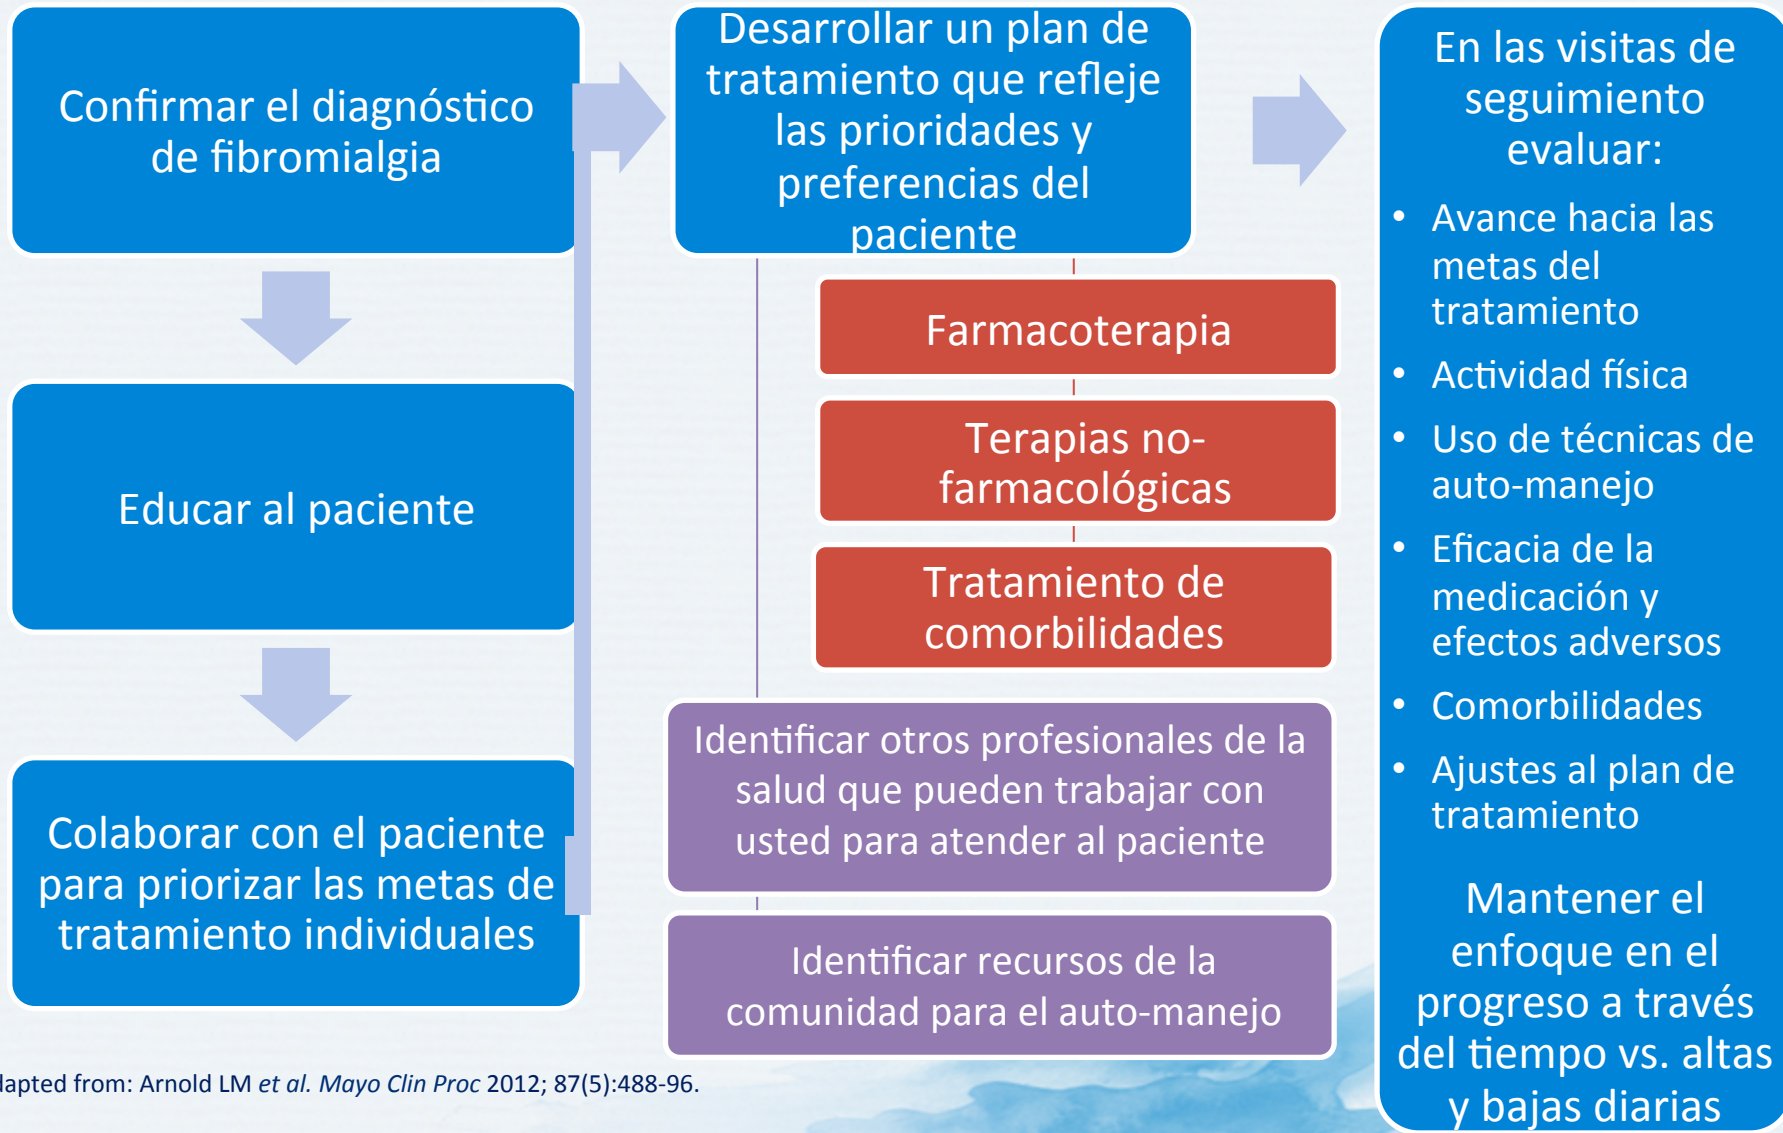 Confirmar el diagnóstico
de fibromialgia
Educar al paciente
Colaborar con el paciente
para priorizar las metas de
tratamiento individuales
Desarrollar un plan de
tratamiento que refleje
las prioridades y
preferencias del
paciente
Farmacoterapia
Terapias no-
farmacológicas
Tratamiento de
comorbilidades
Identificar otros profesionales de la
salud que pueden trabajar con
usted para atender al paciente
Identificar recursos de la
comunidad para el auto-manejo
En las visitas de
seguimiento
evaluar:
• Avance hacia las
metas del
tratamiento
• Actividad física
• Uso de técnicas de
auto-manejo
• Eficacia de la
medicación y
efectos adversos
• Comorbilidades
• Ajustes al plan de
tratamiento
Mantener el
enfoque en el
progreso a través
del tiempo vs. altas
y bajas diarias
dapted from: Arnold LM et al. Mayo Clin Proc 2012; 87(5):488-96.